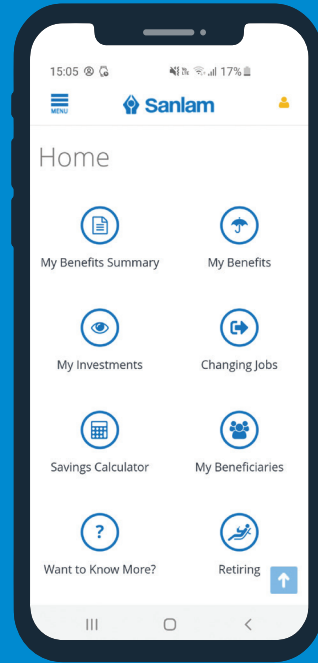 15:05 17%
MENU
Sanlam
Home
My Benefits Summary My Benefits
My Investments Changing Jobs
Savings Calculator My Beneficiaries
?
Want to Know More? Retiring